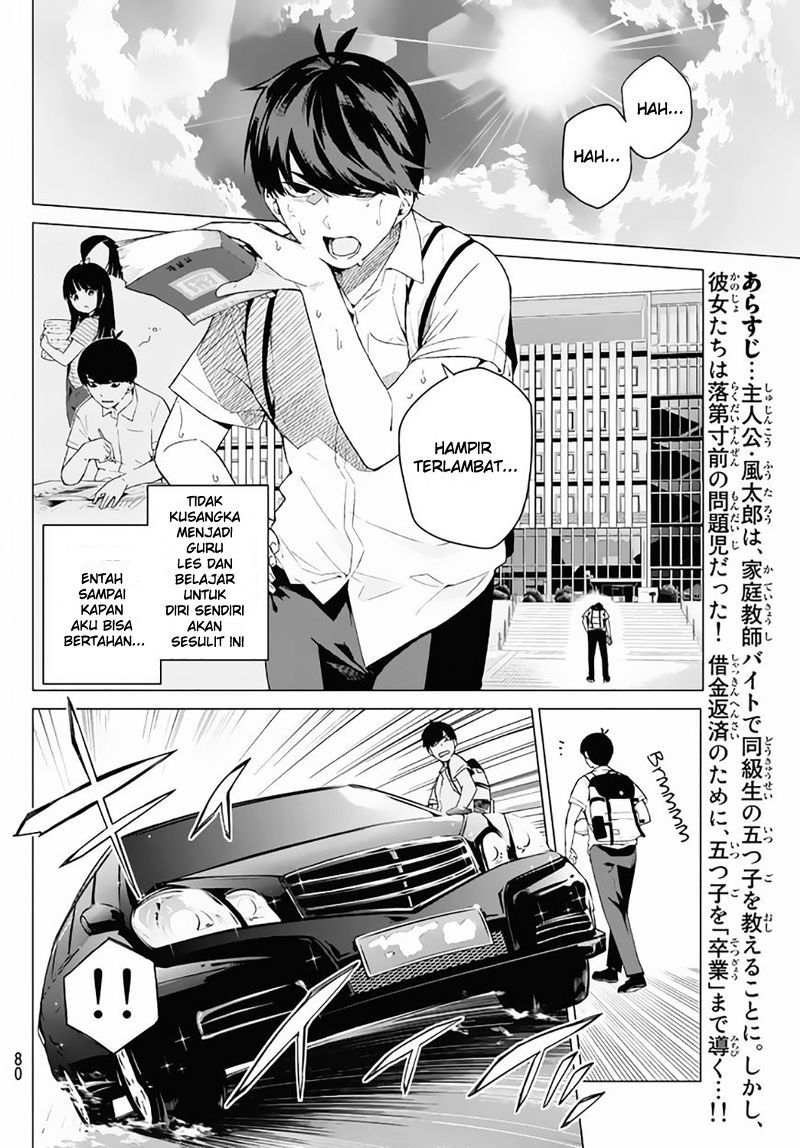 HAH...
HAH...
HAMPIR
TERLAMBAT...
TIDAK
KUSANGKA
MENJADI
GURU
LES DAN
BELAJAR
UNTUK
DIRI SENDIRI
AKAN
SESULIT INI
ENTAH
SAMPAI
KAPAN
AKU BISA
BERTAHAN...
あらすじ…主人公・風太郎は、家庭教師バイトで同級生の五つ子を教えることに。しかし、
彼女たちは落第寸前の問題児だった！ 借金返済のために、五つ子を「卒業」まで導く…!!
Brmmmm
!!
80